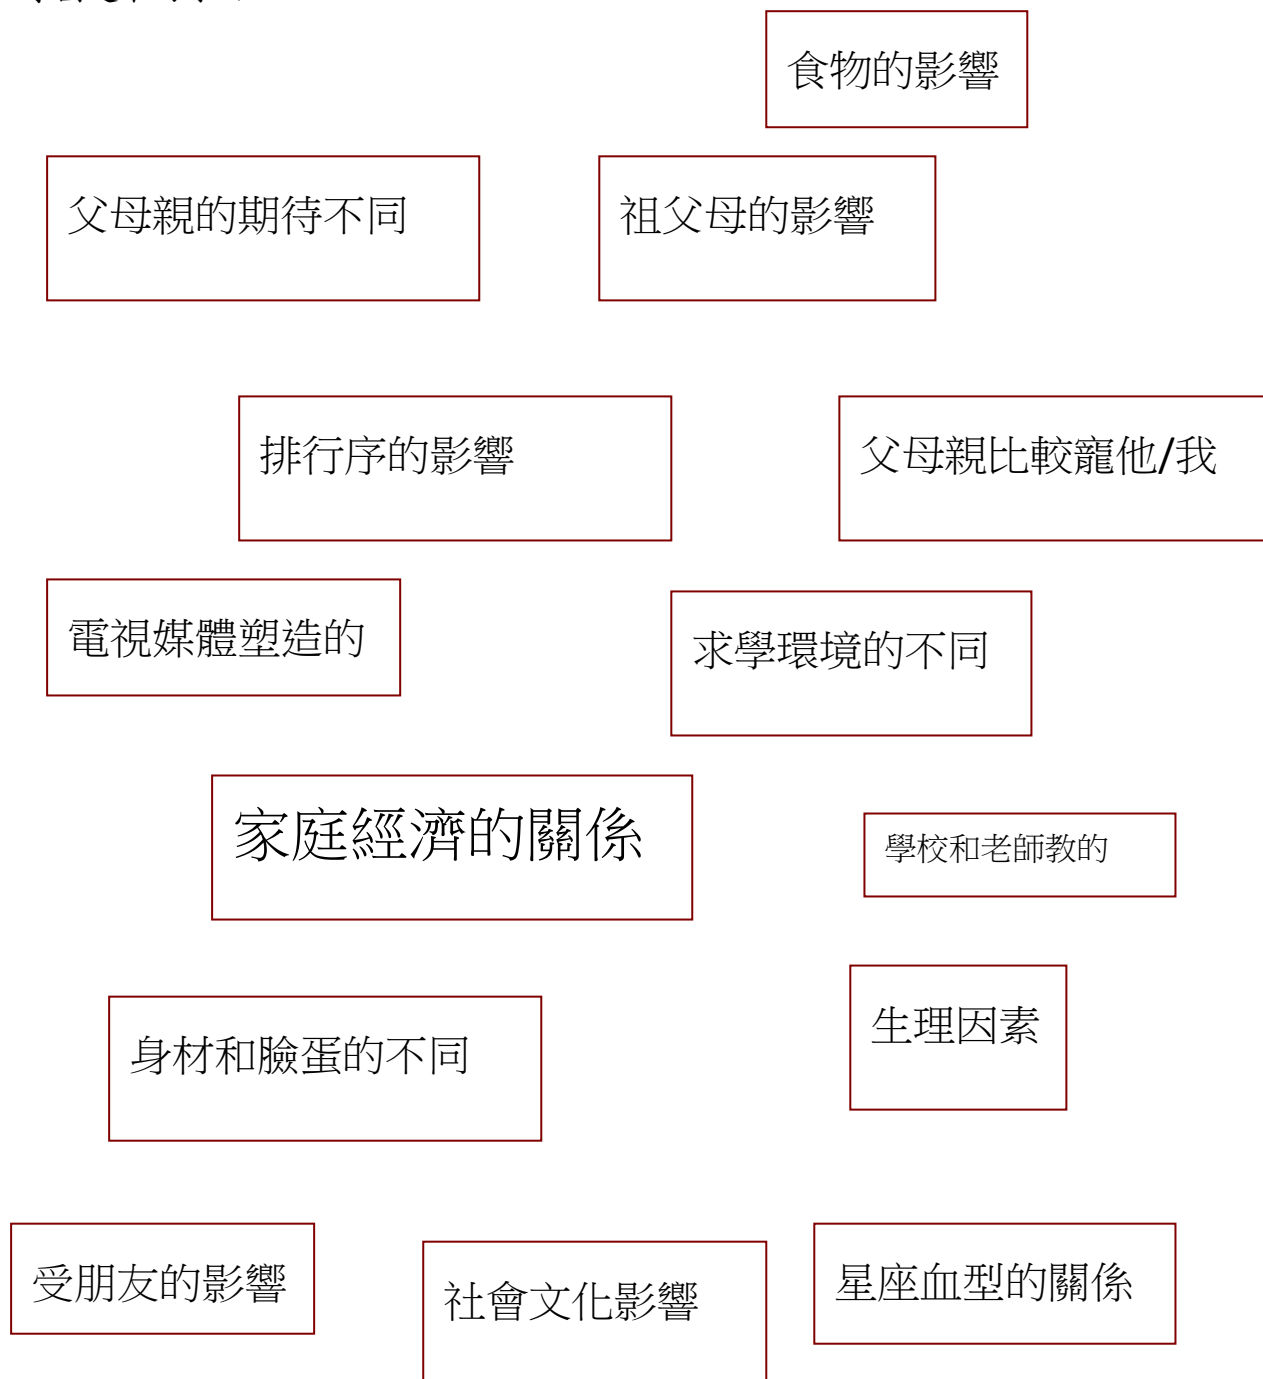 食物的影響
父母親的期待不同
祖父母的影響
排行序的影響
父母親比較寵他/我
電視媒體塑造的
求學環境的不同
家庭經濟的關係
學校和老師教的
生理因素
身材和臉蛋的不同
受朋友的影響
社會文化影響
星座血型的關係